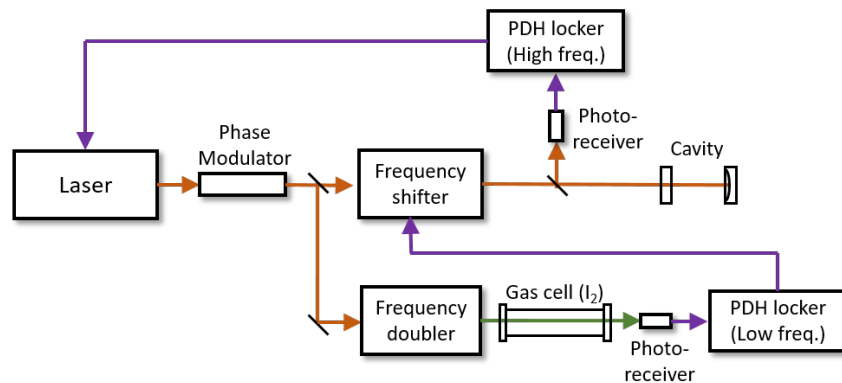 PDH locker
(High freq.)
Phase
Modulator
Photo-
receiver
Cavity
Laser
Frequency
shifter
Gas cell (I₂)
Frequency
doubler
PDH locker
(Low freq.)
Photo-
receiver